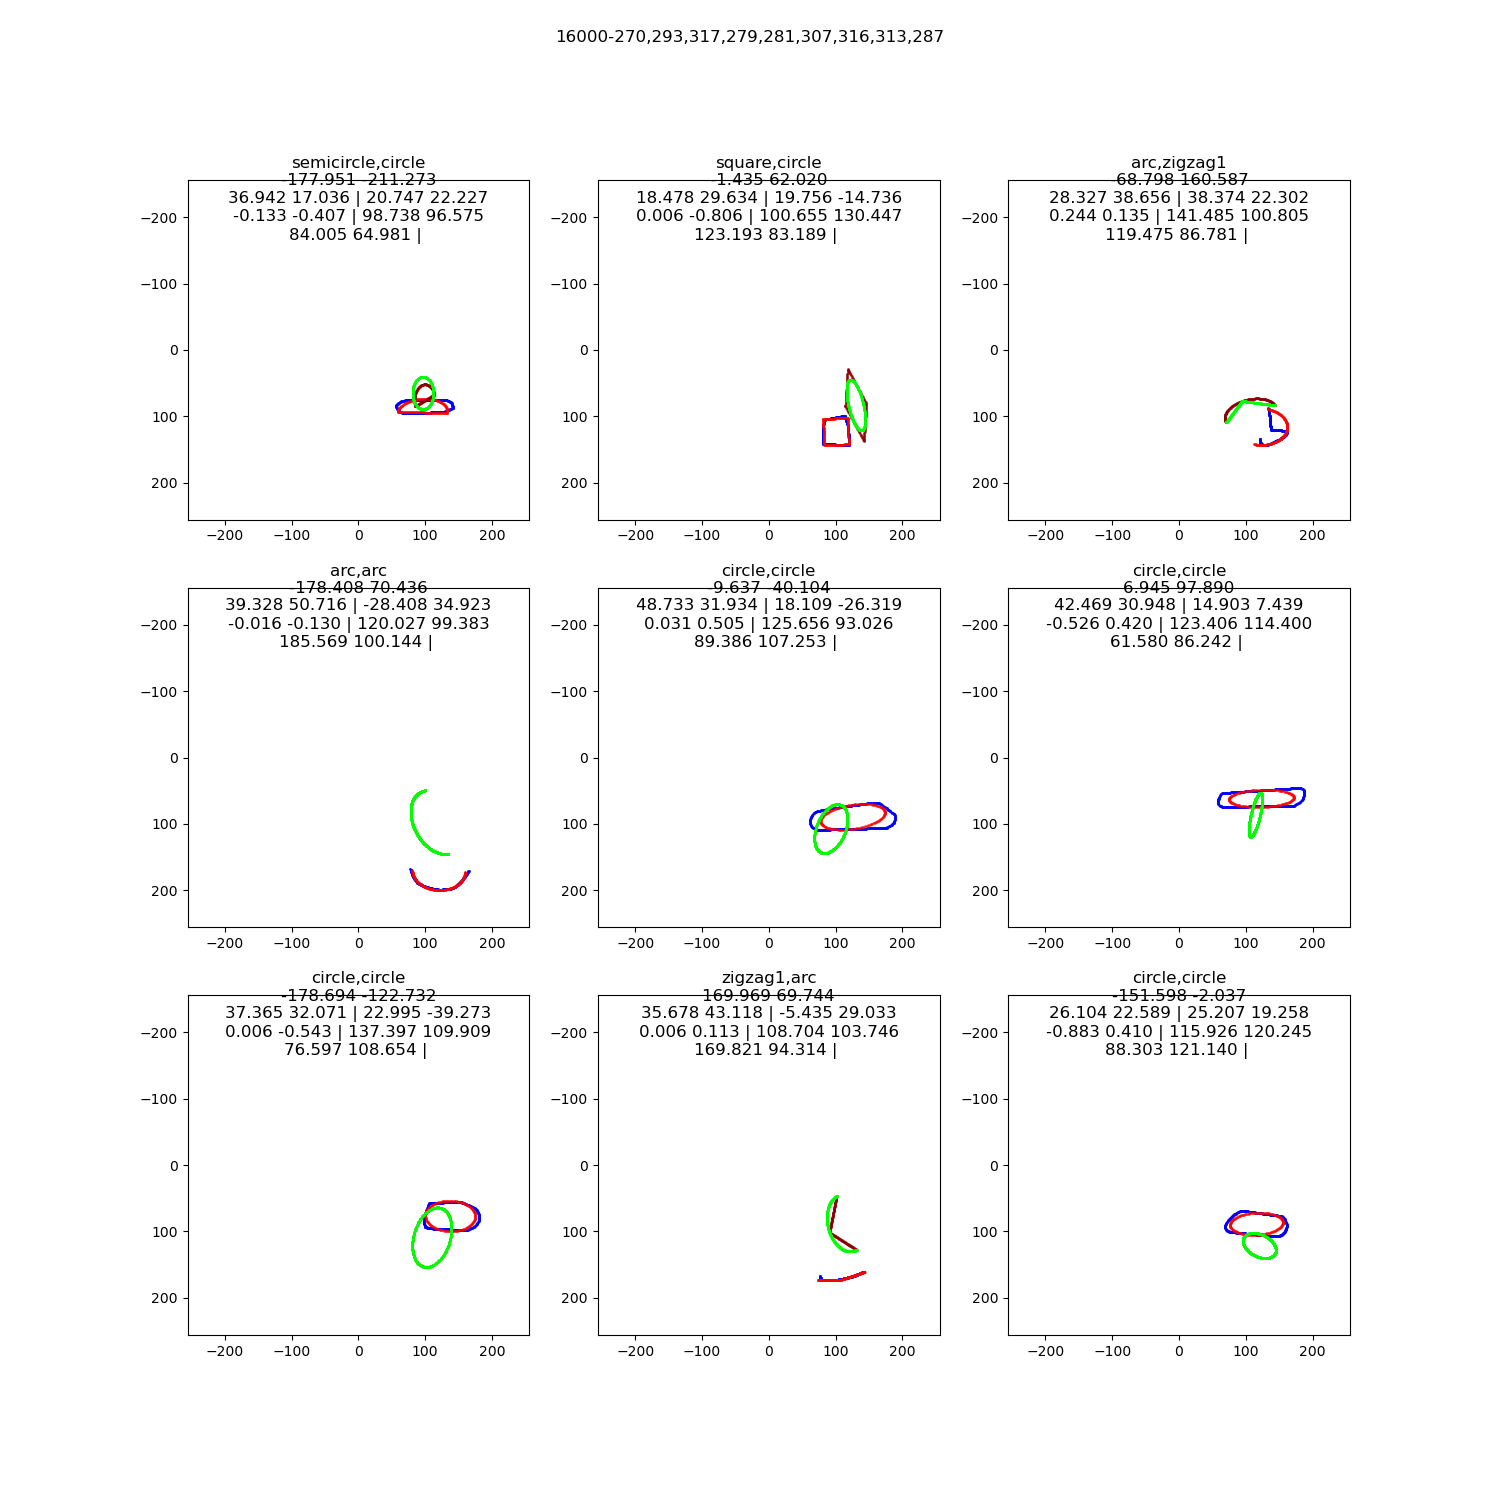 16000-270,293,317,279,281,307,316,313,287
semicircle,circle
-177.951 -211.273
36.942 17.036 | 20.747 22.227
-0.133 -0.407 | 98.738 96.575
84.005 64.981 |
−200
−100
0
100
200
−200 −100 0 100 200
square,circle
-1.435 62.020
18.478 29.634 | 19.756 -14.736
0.006 -0.806 | 100.655 130.447
123.193 83.189 |
−200
−100
0
100
200
−200 −100 0 100 200
arc,zigzag1
-68.798 160.587
28.327 38.656 | 38.374 22.302
0.244 0.135 | 141.485 100.805
119.475 86.781 |
−200
−100
0
100
200
−200 −100 0 100 200
arc,arc
-178.408 70.436
39.328 50.716 | -28.408 34.923
-0.016 -0.130 | 120.027 99.383
185.569 100.144 |
−200
−100
0
100
200
−200 −100 0 100 200
circle,circle
-9.637 -40.104
48.733 31.934 | 18.109 -26.319
0.031 0.505 | 125.656 93.026
89.386 107.253 |
−200
−100
0
100
200
−200 −100 0 100 200
circle,circle
6.945 97.890
42.469 30.948 | 14.903 7.439
-0.526 0.420 | 123.406 114.400
61.580 86.242 |
−200
−100
0
100
200
−200 −100 0 100 200
circle,circle
-178.694 -122.732
37.365 32.071 | 22.995 -39.273
0.006 -0.543 | 137.397 109.909
76.597 108.654 |
−200
−100
0
100
200
−200 −100 0 100 200
zigzag1,arc
169.969 69.744
35.678 43.118 | -5.435 29.033
0.006 0.113 | 108.704 103.746
169.821 94.314 |
−200
−100
0
100
200
−200 −100 0 100 200
circle,circle
-151.598 -2.037
26.104 22.589 | 25.207 19.258
-0.883 0.410 | 115.926 120.245
88.303 121.140 |
−200
−100
0
100
200
−200 −100 0 100 200